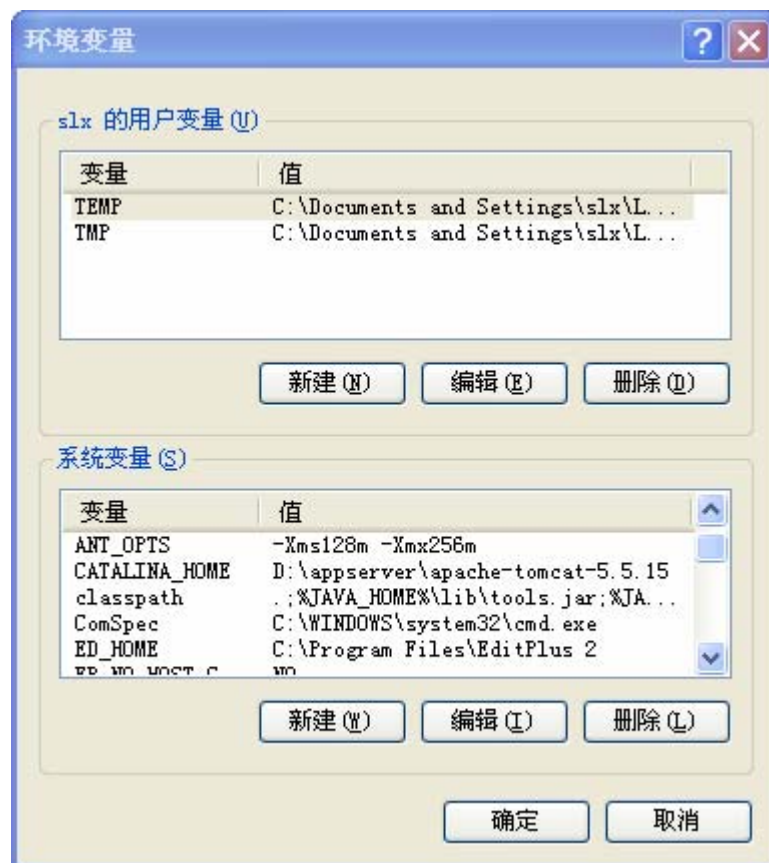 环境变量
slx 的用户变量(U)
变量 值
TEMP C:\Documents and Settings\slx\L...
TMP C:\Documents and Settings\slx\L...
新建(N) 编辑(E) 删除(D)
系统变量(S)
变量 值
ANT_OPTS -Xms128m -Xmx256m
CATALINA_HOME D:\appserver\apache-tomcat-5.5.15
classpath .;%JAVA_HOME%\lib\tools.jar;%JA...
ComSpec C:\WINDOWS\system32\cmd.exe
ED_HOME C:\Program Files\EditPlus 2
NO
新建(W) 编辑(I) 删除(L)
确定 取消